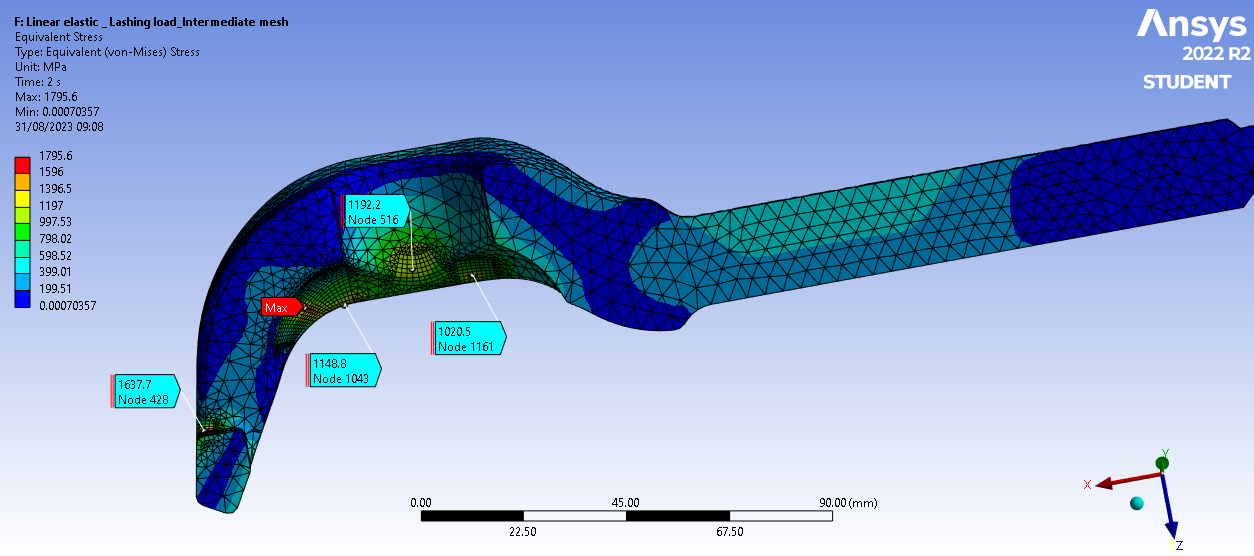 F: Linear elastic _ Lashing load_Intermediate mesh
Equivalent Stress
Type: Equivalent (von-Mises) Stress
Unit: MPa
Time: 2 s
Max: 1795.6
Min: 0.00070357
31/08/2023 09:08
Ansys
2022 R2
STUDENT
1795.6
1596
1396.5
1197
997.53
798.02
598.52
399.01
199.51
0.00070357
1192.2
Node 516
Max
1020.5
Node 1161
1148.8
Node 1043
1637.7
Node 428
0.00
45.00
90.00 (mm)
22.50
67.50
Y
X
Z